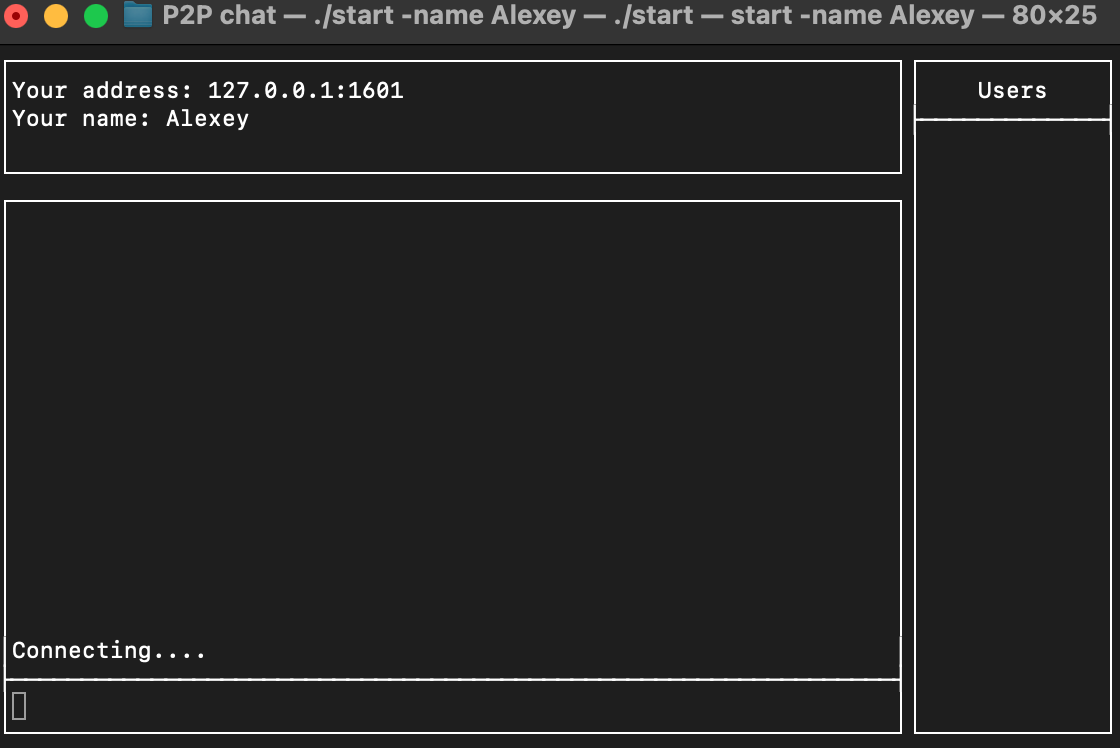 P2P chat — ./start -name Alexey — ./start — start -name Alexey — 80×25
Your address: 127.0.0.1:1601
Your name: Alexey
Users
Connecting....